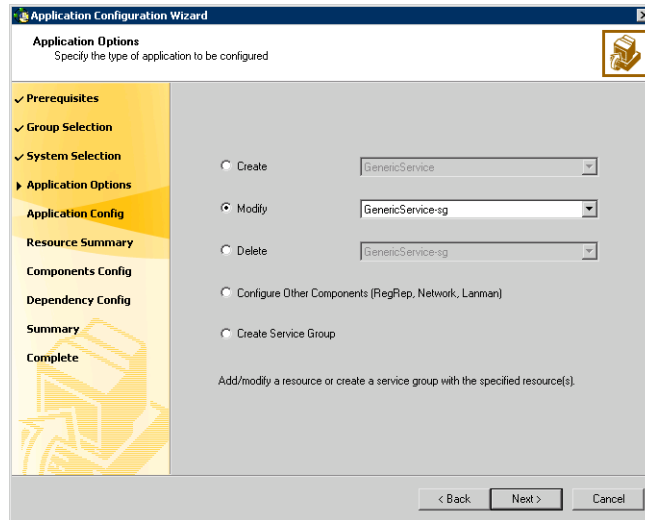 Application Configuration Wizard
Application Options
Specify the type of application to be configured
Prerequisites
Group Selection
System Selection
Application Options
Application Config
Resource Summary
Components Config
Dependency Config
Summary
Complete
Create GenericService
Modify GenericService-sg
Delete GenericService-sg
Configure Other Components (RegRep, Network, Lanman)
Create Service Group
Add/modify a resource or create a service group with the specified resource(s).
< Back Next > Cancel